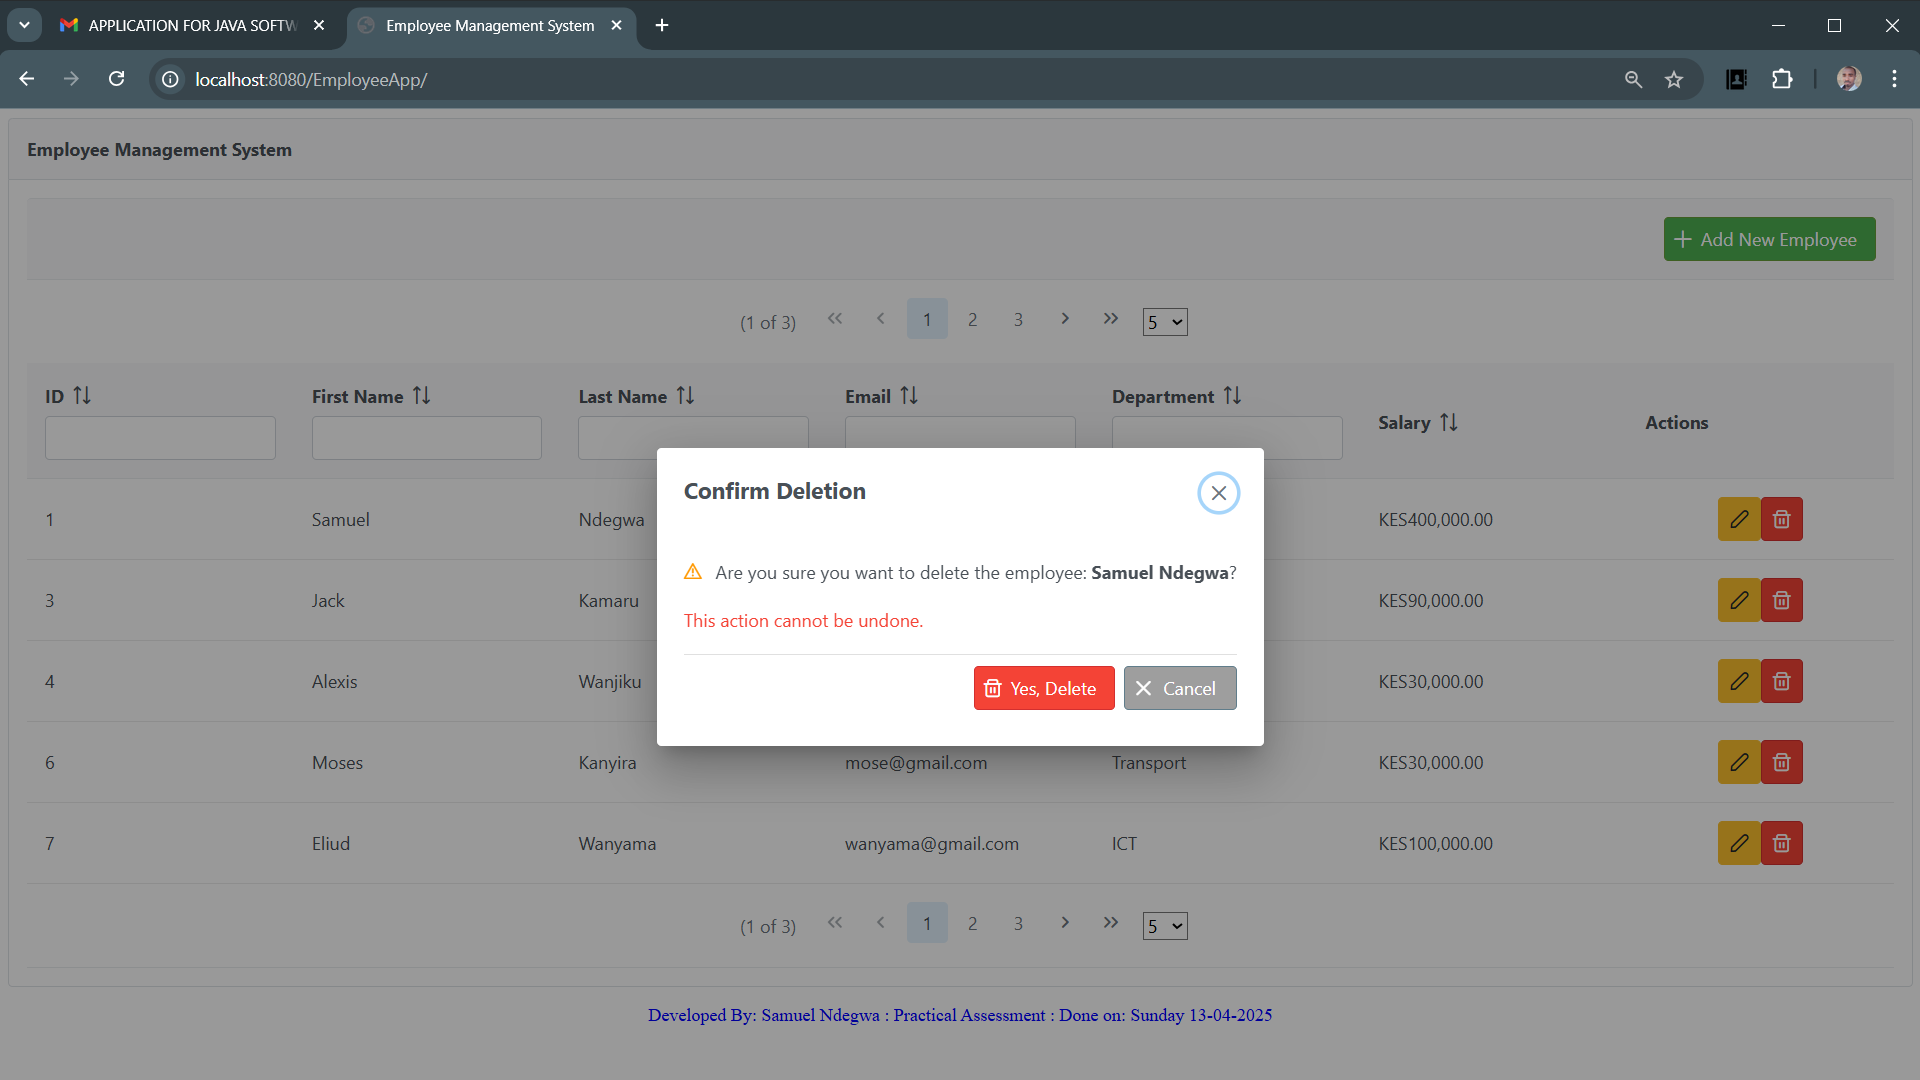 APPLICATION FOR JAVA SOFTW
Employee Management System
localhost:8080/EmployeeApp/
Employee Management System
Add New Employee
(1 of 3) 1 2 3 5
ID First Name Last Name Email Department Salary Actions
Confirm Deletion
Are you sure you want to delete the employee: Samuel Ndegwa?
This action cannot be undone.
Yes, Delete Cancel
1 Samuel Ndegwa KES400,000.00
3 Jack Kamaru KES90,000.00
4 Alexis Wanjiku KES30,000.00
6 Moses Kanyira mose@gmail.com Transport KES30,000.00
7 Eliud Wanyama wanyama@gmail.com ICT KES100,000.00
(1 of 3) 1 2 3 5
Developed By: Samuel Ndegwa : Practical Assessment : Done on: Sunday 13-04-2025